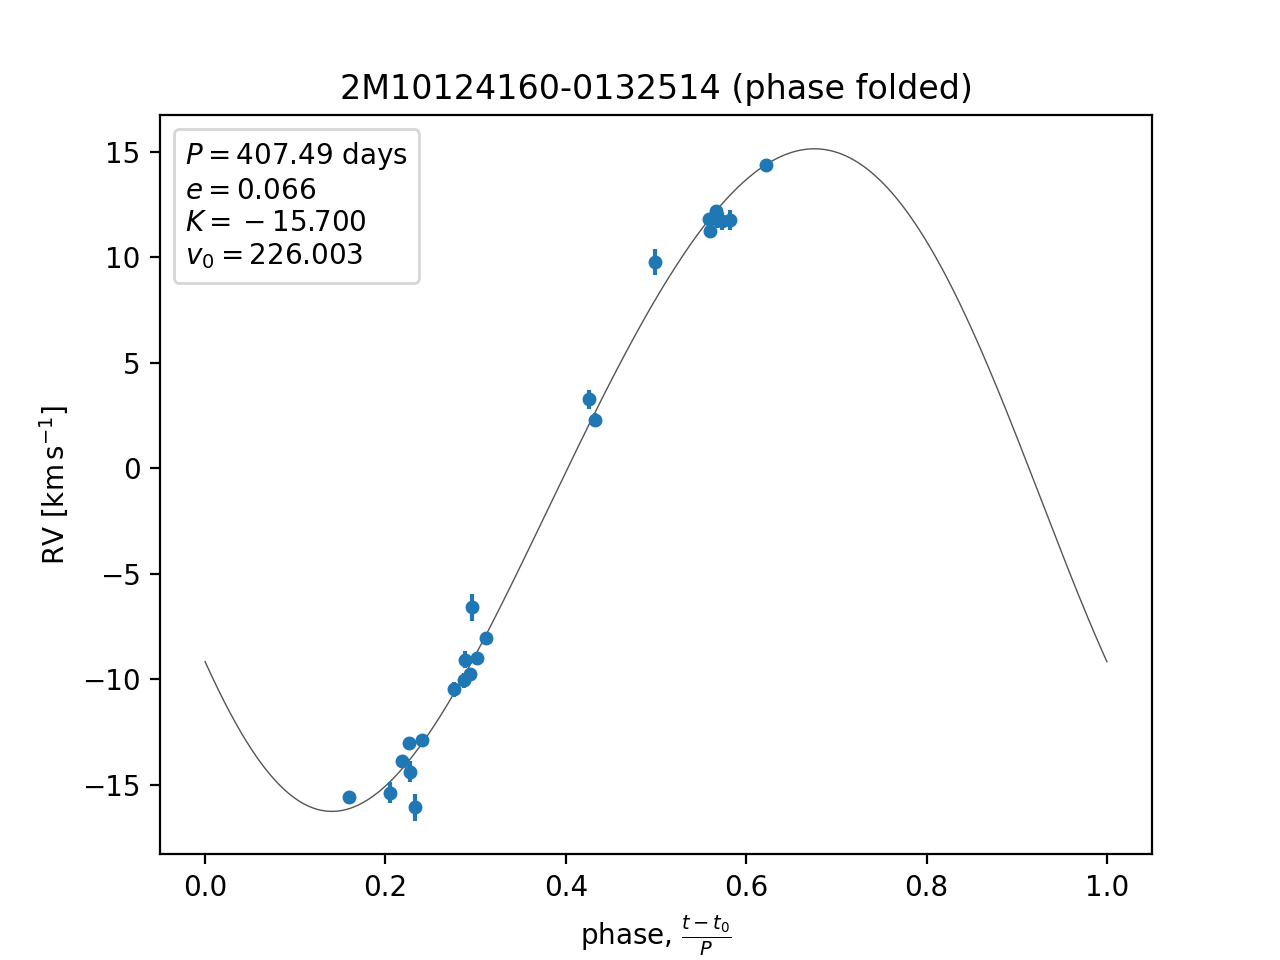 2M10124160-0132514 (phase folded)
P = 407.49 days
e = 0.066
K = −15.700
v₀ = 226.003
15
10
5
0
−5
−10
−15
RV [km s⁻¹]
0.0 0.2 0.4 0.6 0.8 1.0
phase, (t − t₀)/P